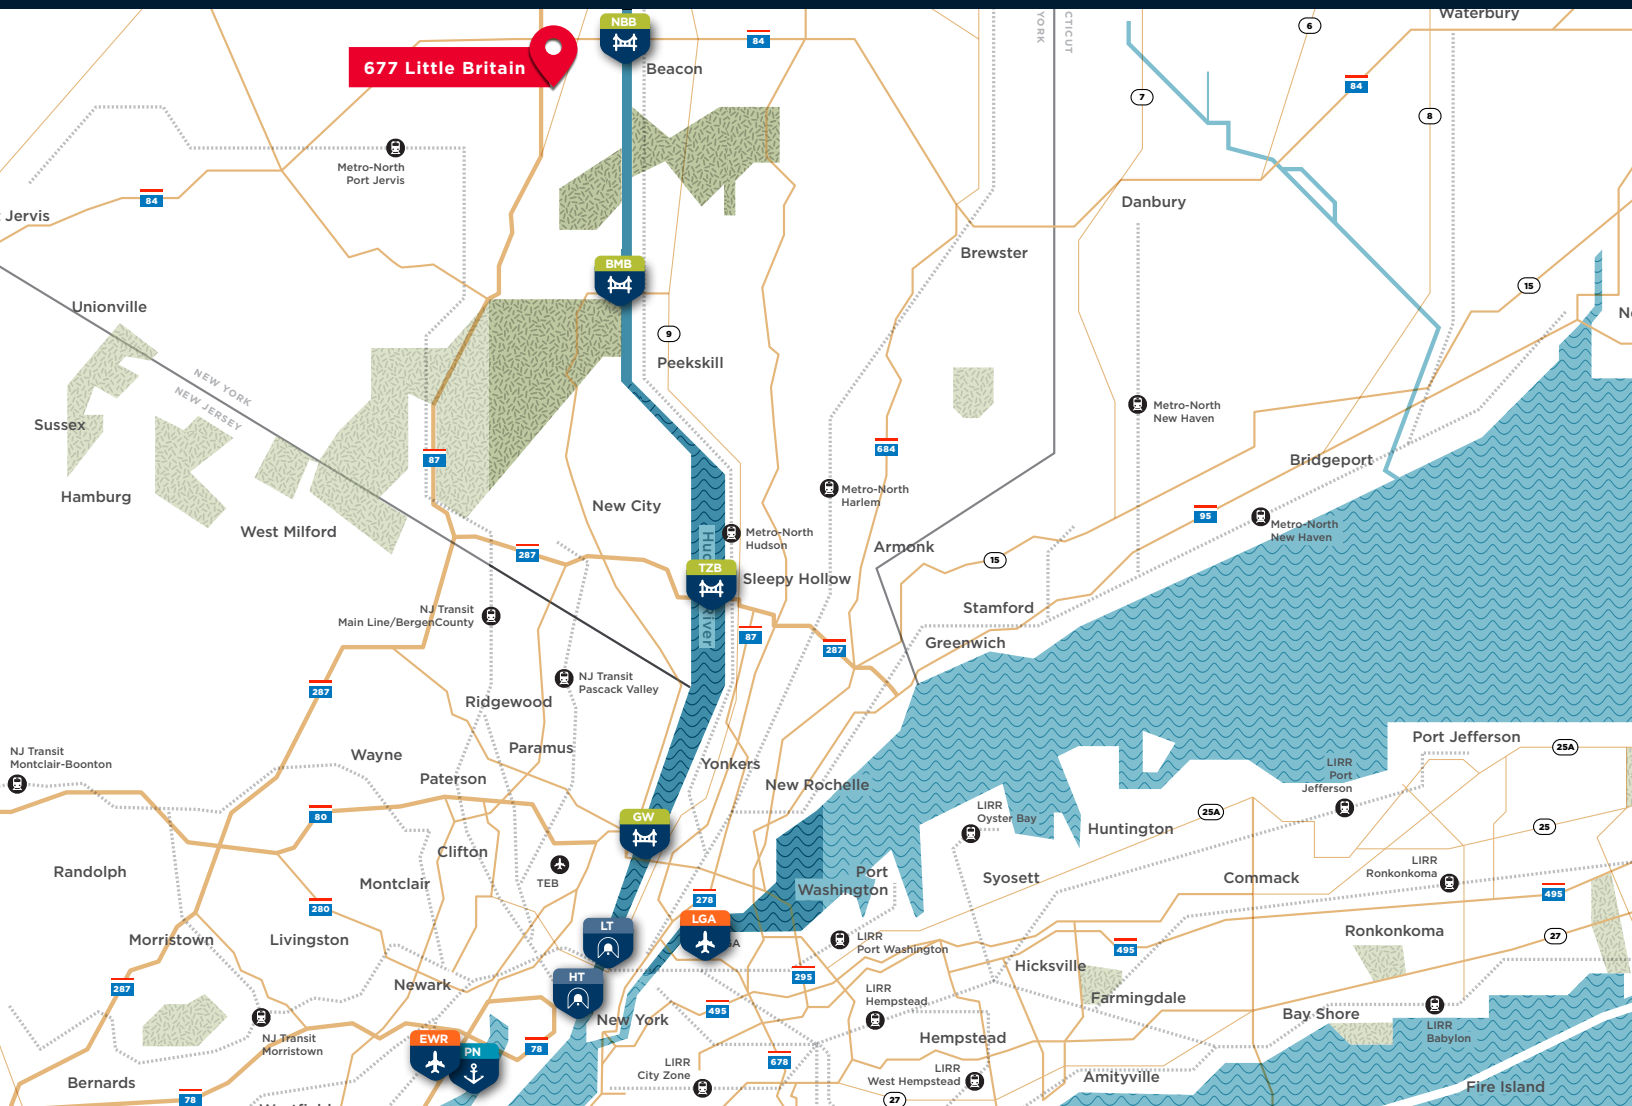 NBB
84
677 Little Britain
Beacon
YORK
CTICUT
6
Waterbury
7
84
8
Metro-North
Port Jervis
84
Jervis
Danbury
Brewster
BMB
15
Unionville
9
Peekskill
NEW YORK
NEW JERSEY
Sussex
Metro-North
New Haven
87
684
Bridgeport
Hamburg
West Milford
New City
Metro-North
Harlem
95
Metro-North
New Haven
Metro-North
Hudson
287
Armonk
15
TZB
Sleepy Hollow
River
NJ Transit
Main Line/BergenCounty
Stamford
87
287
Greenwich
287
NJ Transit
Pascack Valley
Ridgewood
NJ Transit
Montclair-Boonton
Wayne
Paramus
Paterson
Yonkers
New Rochelle
Port Jefferson
25A
LIRR
Port
Jefferson
80
GW
LIRR
Oyster Bay
25A
Huntington
25
Clifton
TEB
Randolph
Montclair
Port
Washington
Syosett
Commack
LIRR
Ronkonkoma
495
280
278
LGA
LT
Morristown
Livingston
LIRR
Port Washington
495
Ronkonkoma
27
287
Newark
HT
295
Hicksville
LIRR
Hempstead
Farmingdale
495
New York
Bay Shore
LIRR
Babylon
NJ Transit
Morristown
EWR
PN
78
Hempstead
LIRR
City Zone
678
LIRR
West Hempstead
Amityville
Fire Island
Bernards
78
27